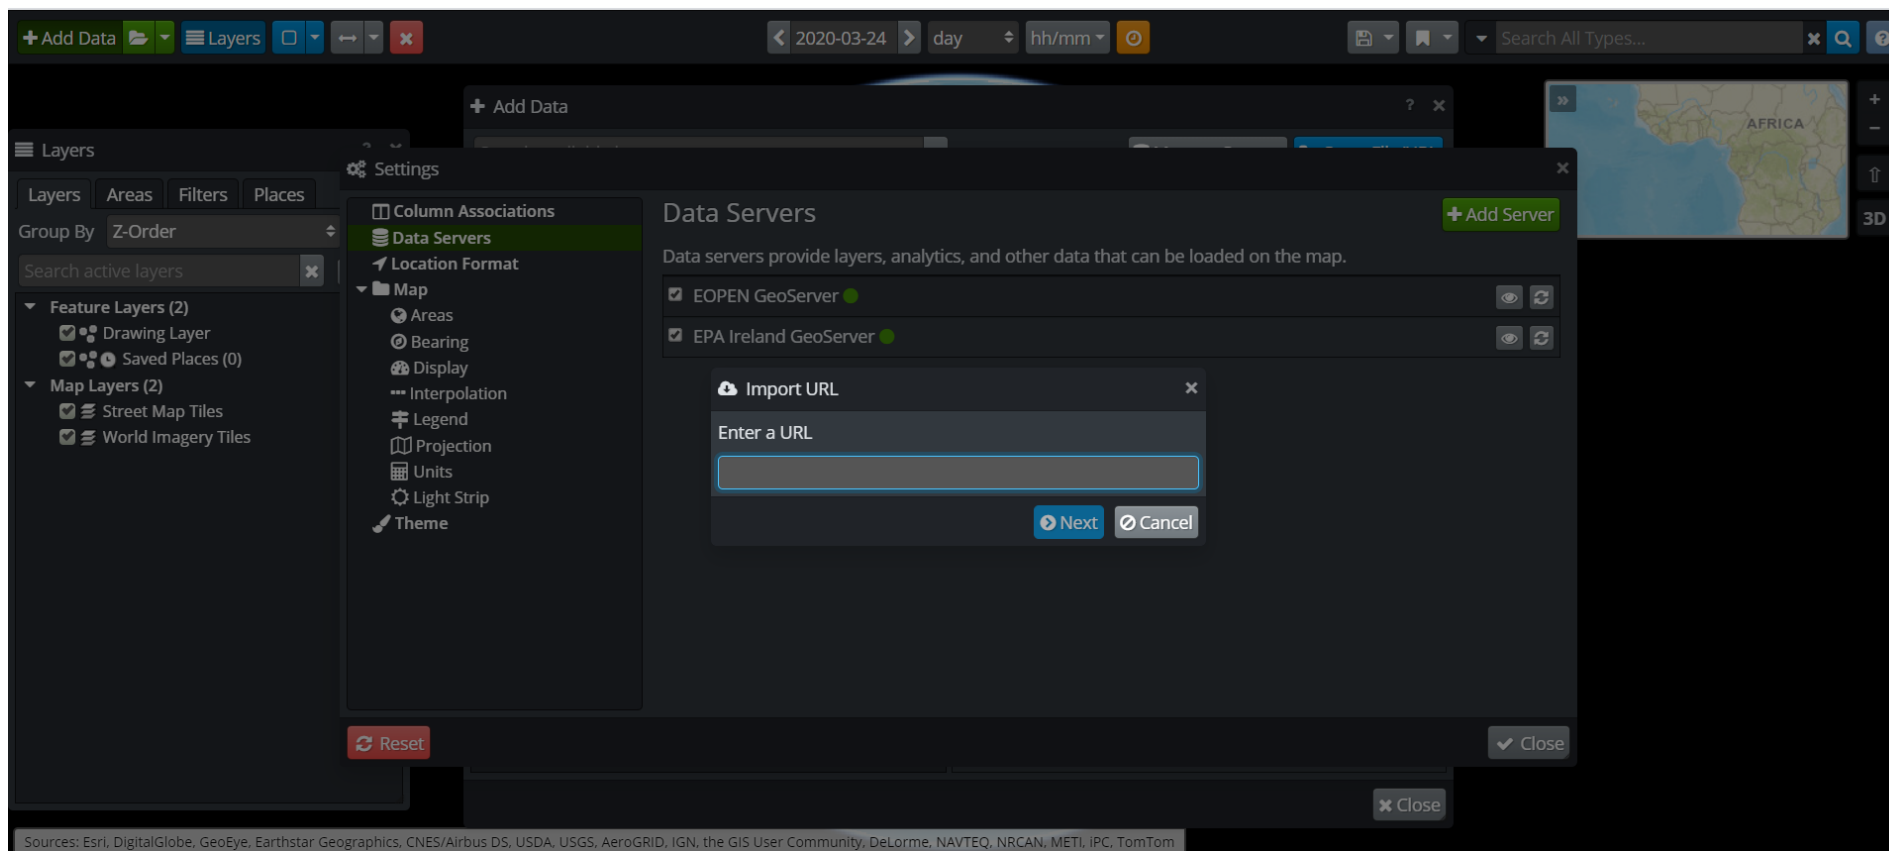 Add Data
Layers
2020-03-24
day
hh/mm
Search All Types...
AFRICA
3D
Add Data
Layers
Layers Areas Filters Places
Group By Z-Order
Search active layers
Feature Layers (2)
Drawing Layer
Saved Places (0)
Map Layers (2)
Street Map Tiles
World Imagery Tiles
Settings
Column Associations
Data Servers
Location Format
Map
Areas
Bearing
Display
Interpolation
Legend
Projection
Units
Light Strip
Theme
Data Servers
Add Server
Data servers provide layers, analytics, and other data that can be loaded on the map.
EOPEN GeoServer
EPA Ireland GeoServer
Import URL
Enter a URL
Next
Cancel
Reset
Close
Close
Sources: Esri, DigitalGlobe, GeoEye, Earthstar Geographics, CNES/Airbus DS, USDA, USGS, AeroGRID, IGN, the GIS User Community, DeLorme, NAVTEQ, NRCAN, METI, iPC, TomTom